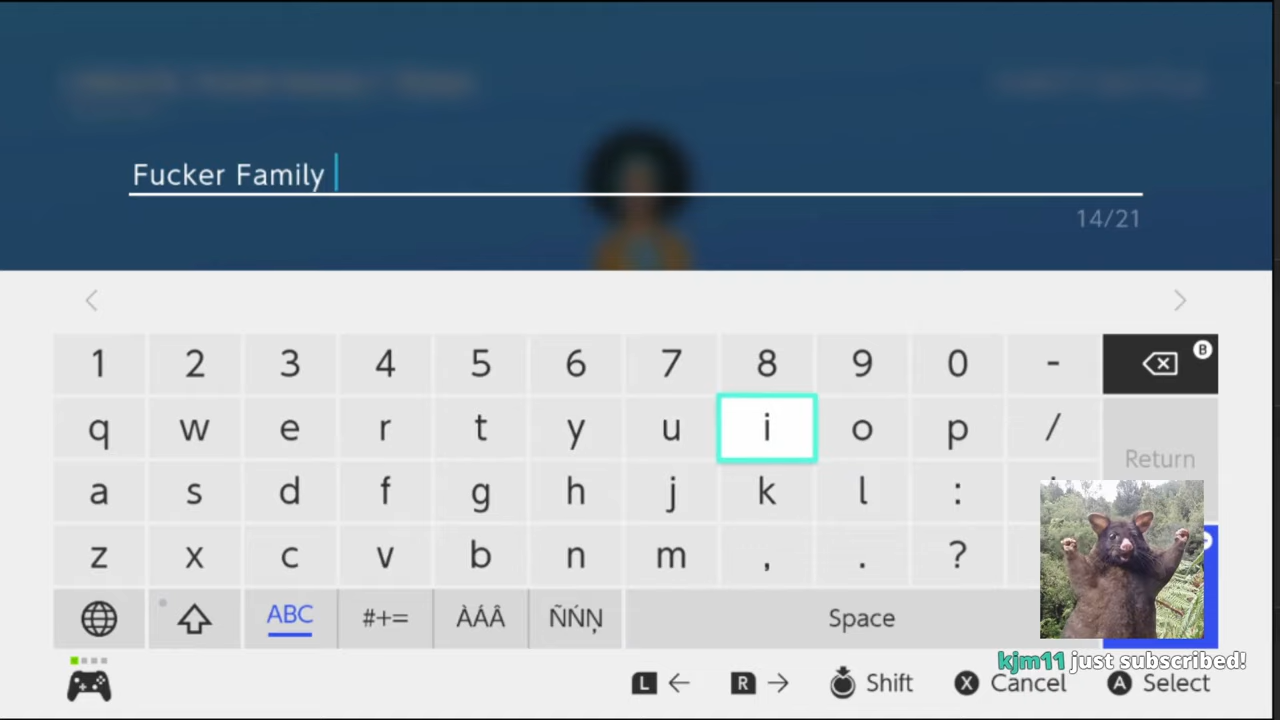 Fucker Family
14/21
1 2 3 4 5 6 7 8 9 0 - B
q w e r t y u i o p /
Return
a s d f g h j k l :
z x c v b n m , . ?
ABC #+= ÀÁÂ ÑŃŅ Space
kjm11 just subscribed!
L ← R → Shift X Cancel A Select